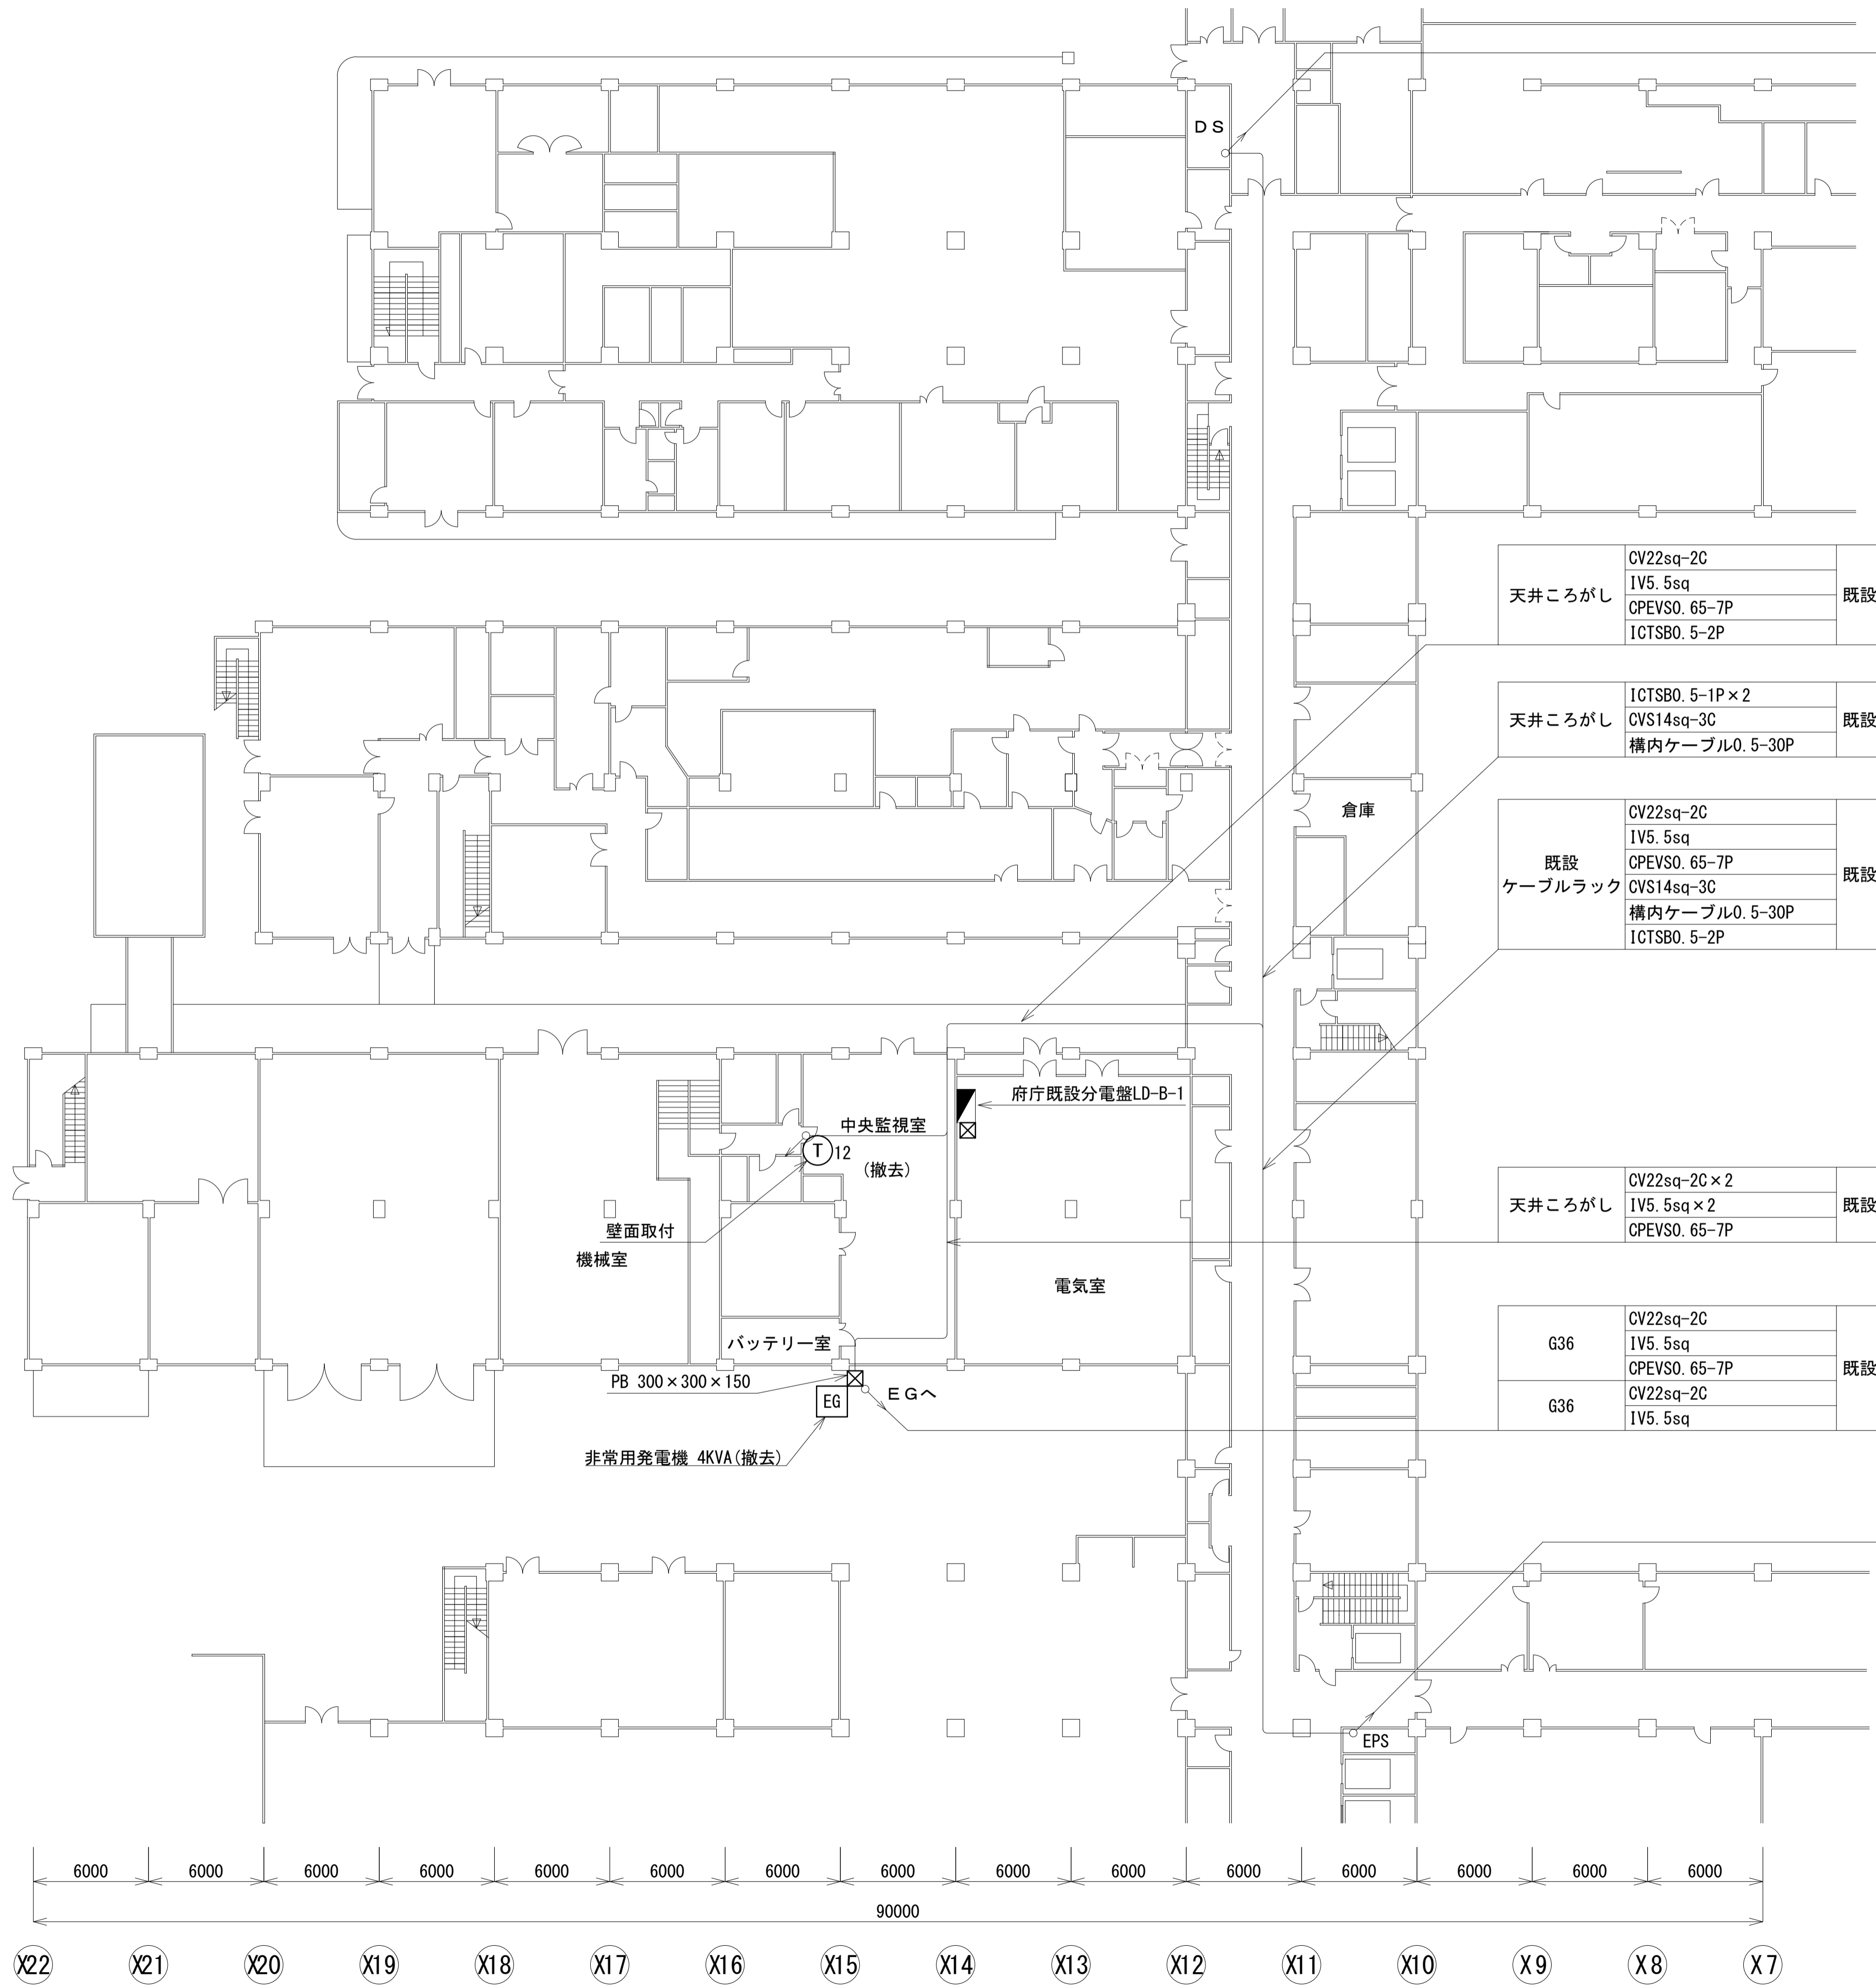 DS
天井ころがし
CV22sq-2C
IV5.5sq
CPEVS0.65-7P
ICTSB0.5-2P
既設
天井ころがし
ICTSB0.5-1P×2
CVS14sq-3C
構内ケーブル0.5-30P
既設
倉庫
既設
ケーブルラック
CV22sq-2C
IV5.5sq
CPEVS0.65-7P
CVS14sq-3C
構内ケーブル0.5-30P
ICTSB0.5-2P
既設
府庁既設分電盤LD-B-1
中央監視室
T 12
(撤去)
天井ころがし
CV22sq-2C×2
IV5.5sq×2
CPEVS0.65-7P
既設
壁面取付
機械室
電気室
バッテリー室
G36
CV22sq-2C
IV5.5sq
CPEVS0.65-7P
G36
CV22sq-2C
IV5.5sq
既設
PB 300×300×150
EG
EGへ
非常用発電機 4KVA(撤去)
EPS
6000 6000 6000 6000 6000 6000 6000 6000 6000 6000 6000 6000 6000 6000 6000
90000
X22 X21 X20 X19 X18 X17 X16 X15 X14 X13 X12 X11 X10 X9 X8 X7